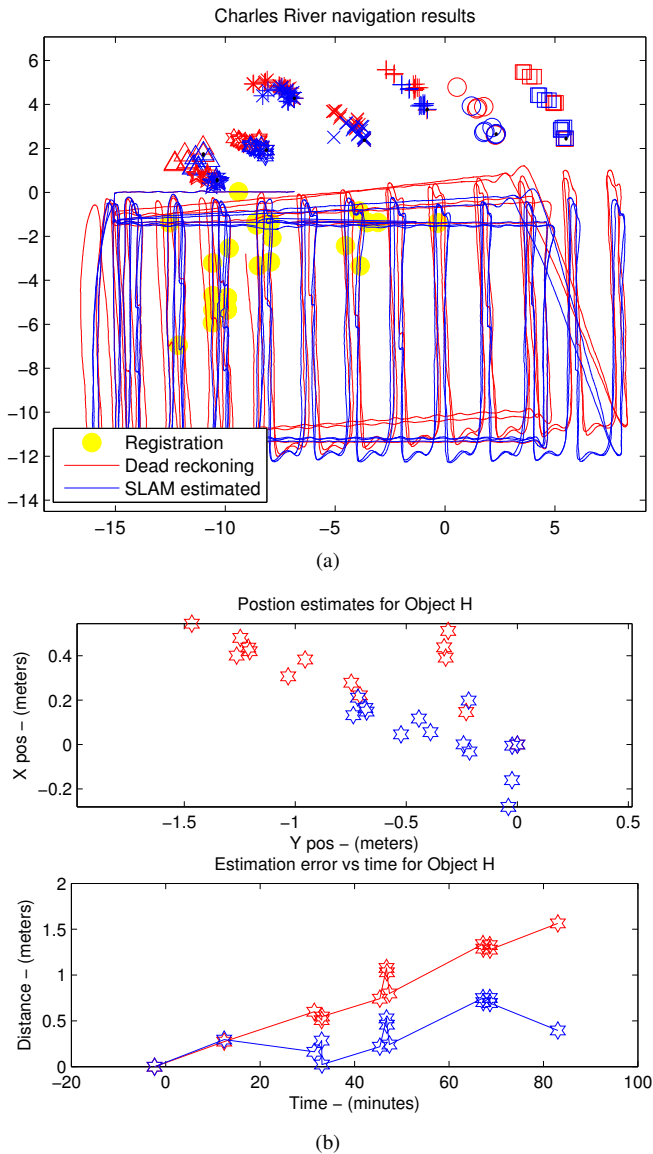 Charles River navigation results
6
4
2
0
−2
−4
−6
−8
−10
−12
−14
Registration
Dead reckoning
SLAM estimated
−15 −10 −5 0 5
(a)
Postion estimates for Object H
X pos − (meters)
0.4
0.2
0
−0.2
−1.5 −1 −0.5 0 0.5
Y pos − (meters)
Estimation error vs time for Object H
Distance − (meters)
2
1.5
1
0.5
0
−20 0 20 40 60 80 100
Time − (minutes)
(b)